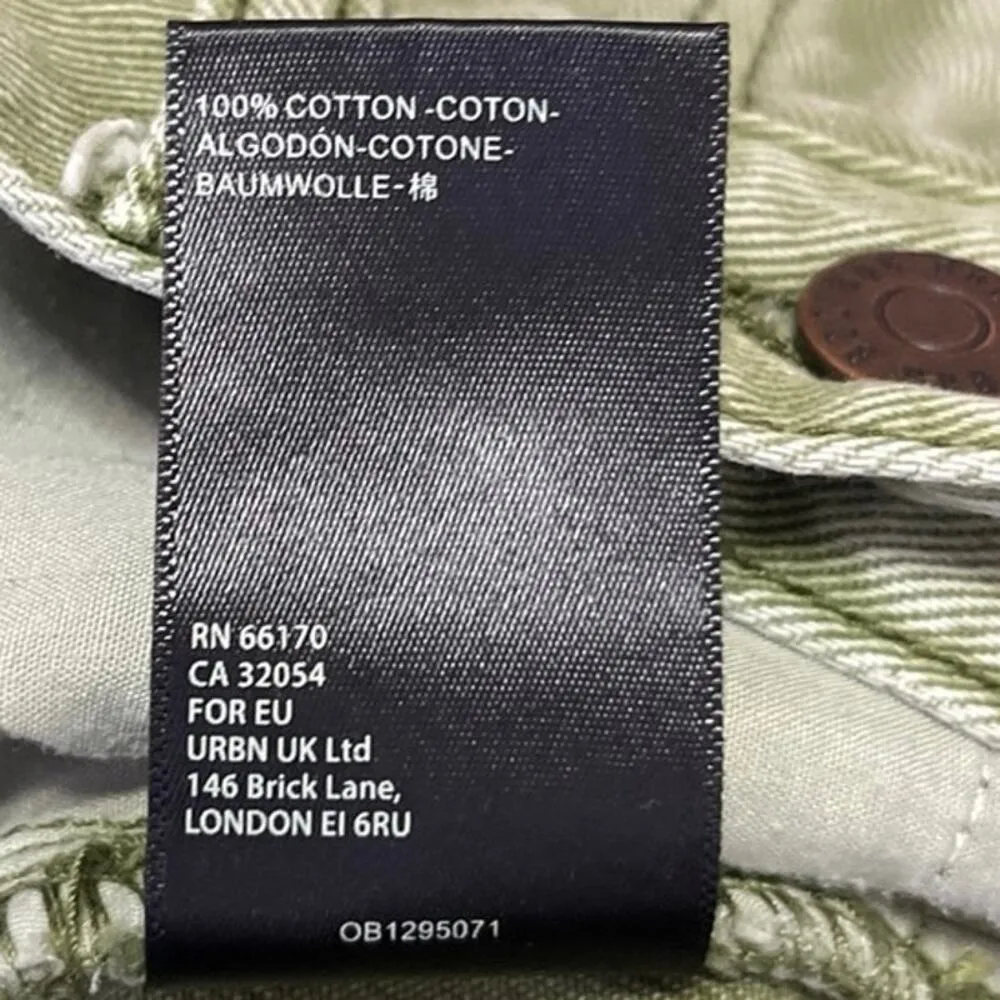 100% COTTON -COTON-
ALGODÓN-COTONE-
BAUMWOLLE-棉
RN 66170
CA 32054
FOR EU
URBN UK Ltd
146 Brick Lane,
LONDON EI 6RU
OB1295071